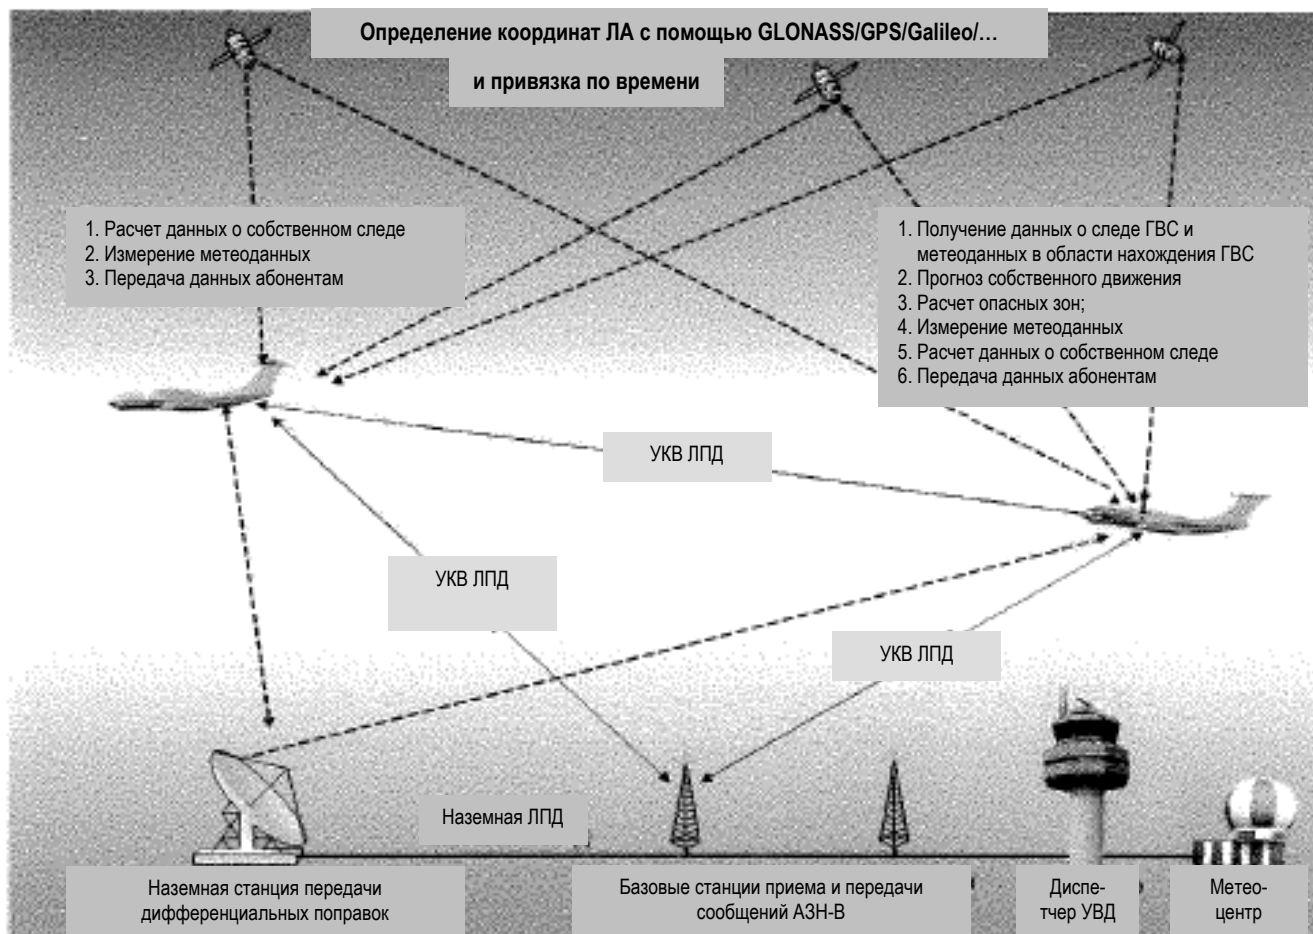 Определение координат ЛА с помощью GLONASS/GPS/Galileo/…
и привязка по времени
1. Расчет данных о собственном следе
2. Измерение метеоданных
3. Передача данных абонентам
1. Получение данных о следе ГВС и
метеоданных в области нахождения ГВС
2. Прогноз собственного движения
3. Расчет опасных зон;
4. Измерение метеоданных
5. Расчет данных о собственном следе
6. Передача данных абонентам
УКВ ЛПД
УКВ ЛПД
УКВ ЛПД
Наземная ЛПД
Наземная станция передачи
дифференциальных поправок
Базовые станции приема и передачи
сообщений АЗН-В
Диспе-
тчер УВД
Метео-
центр